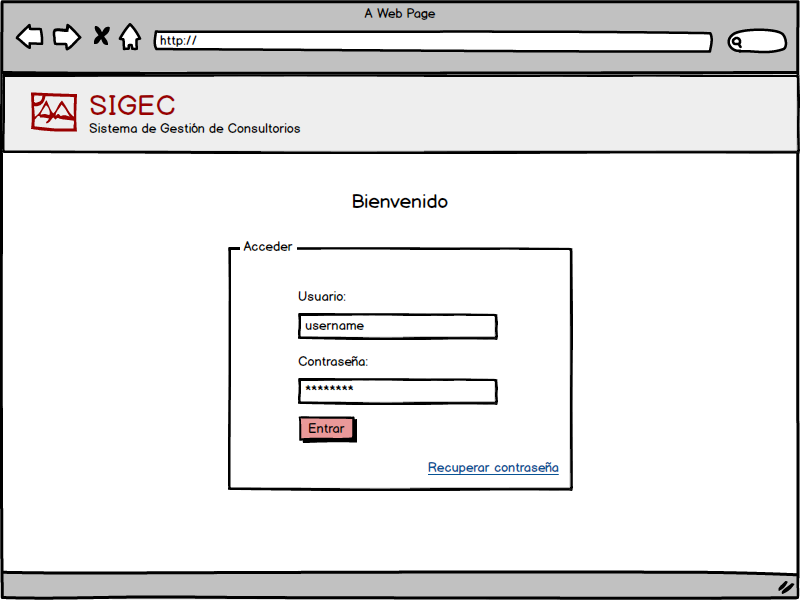 A Web Page
http://
SIGEC
Sistema de Gestión de Consultorios
Bienvenido
Acceder
Usuario:
username
Contraseña:
********
Entrar
Recuperar contraseña